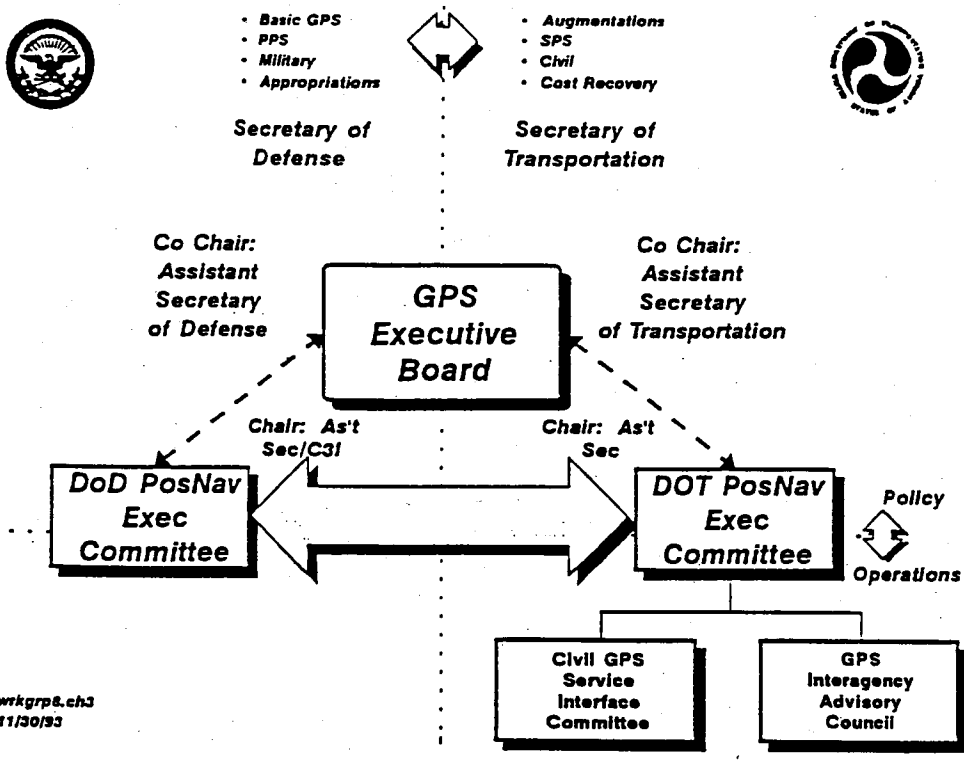 • Basic GPS
• PPS
• Military
• Appropriations
• Augmentations
• SPS
• Civil
• Cost Recovery
Secretary of
Defense
Secretary of
Transportation
Co Chair:
Assistant
Secretary
of Defense
GPS
Executive
Board
Co Chair:
Assistant
Secretary
of Transportation
Chair: As't
Sec/C3I
Chair: As't
Sec
DoD PosNav
Exec
Committee
DOT PosNav
Exec
Committee
Policy
Operations
Civil GPS
Service
Interface
Committee
GPS
Interagency
Advisory
Council
wrkgrp8.ch3
11/30/93